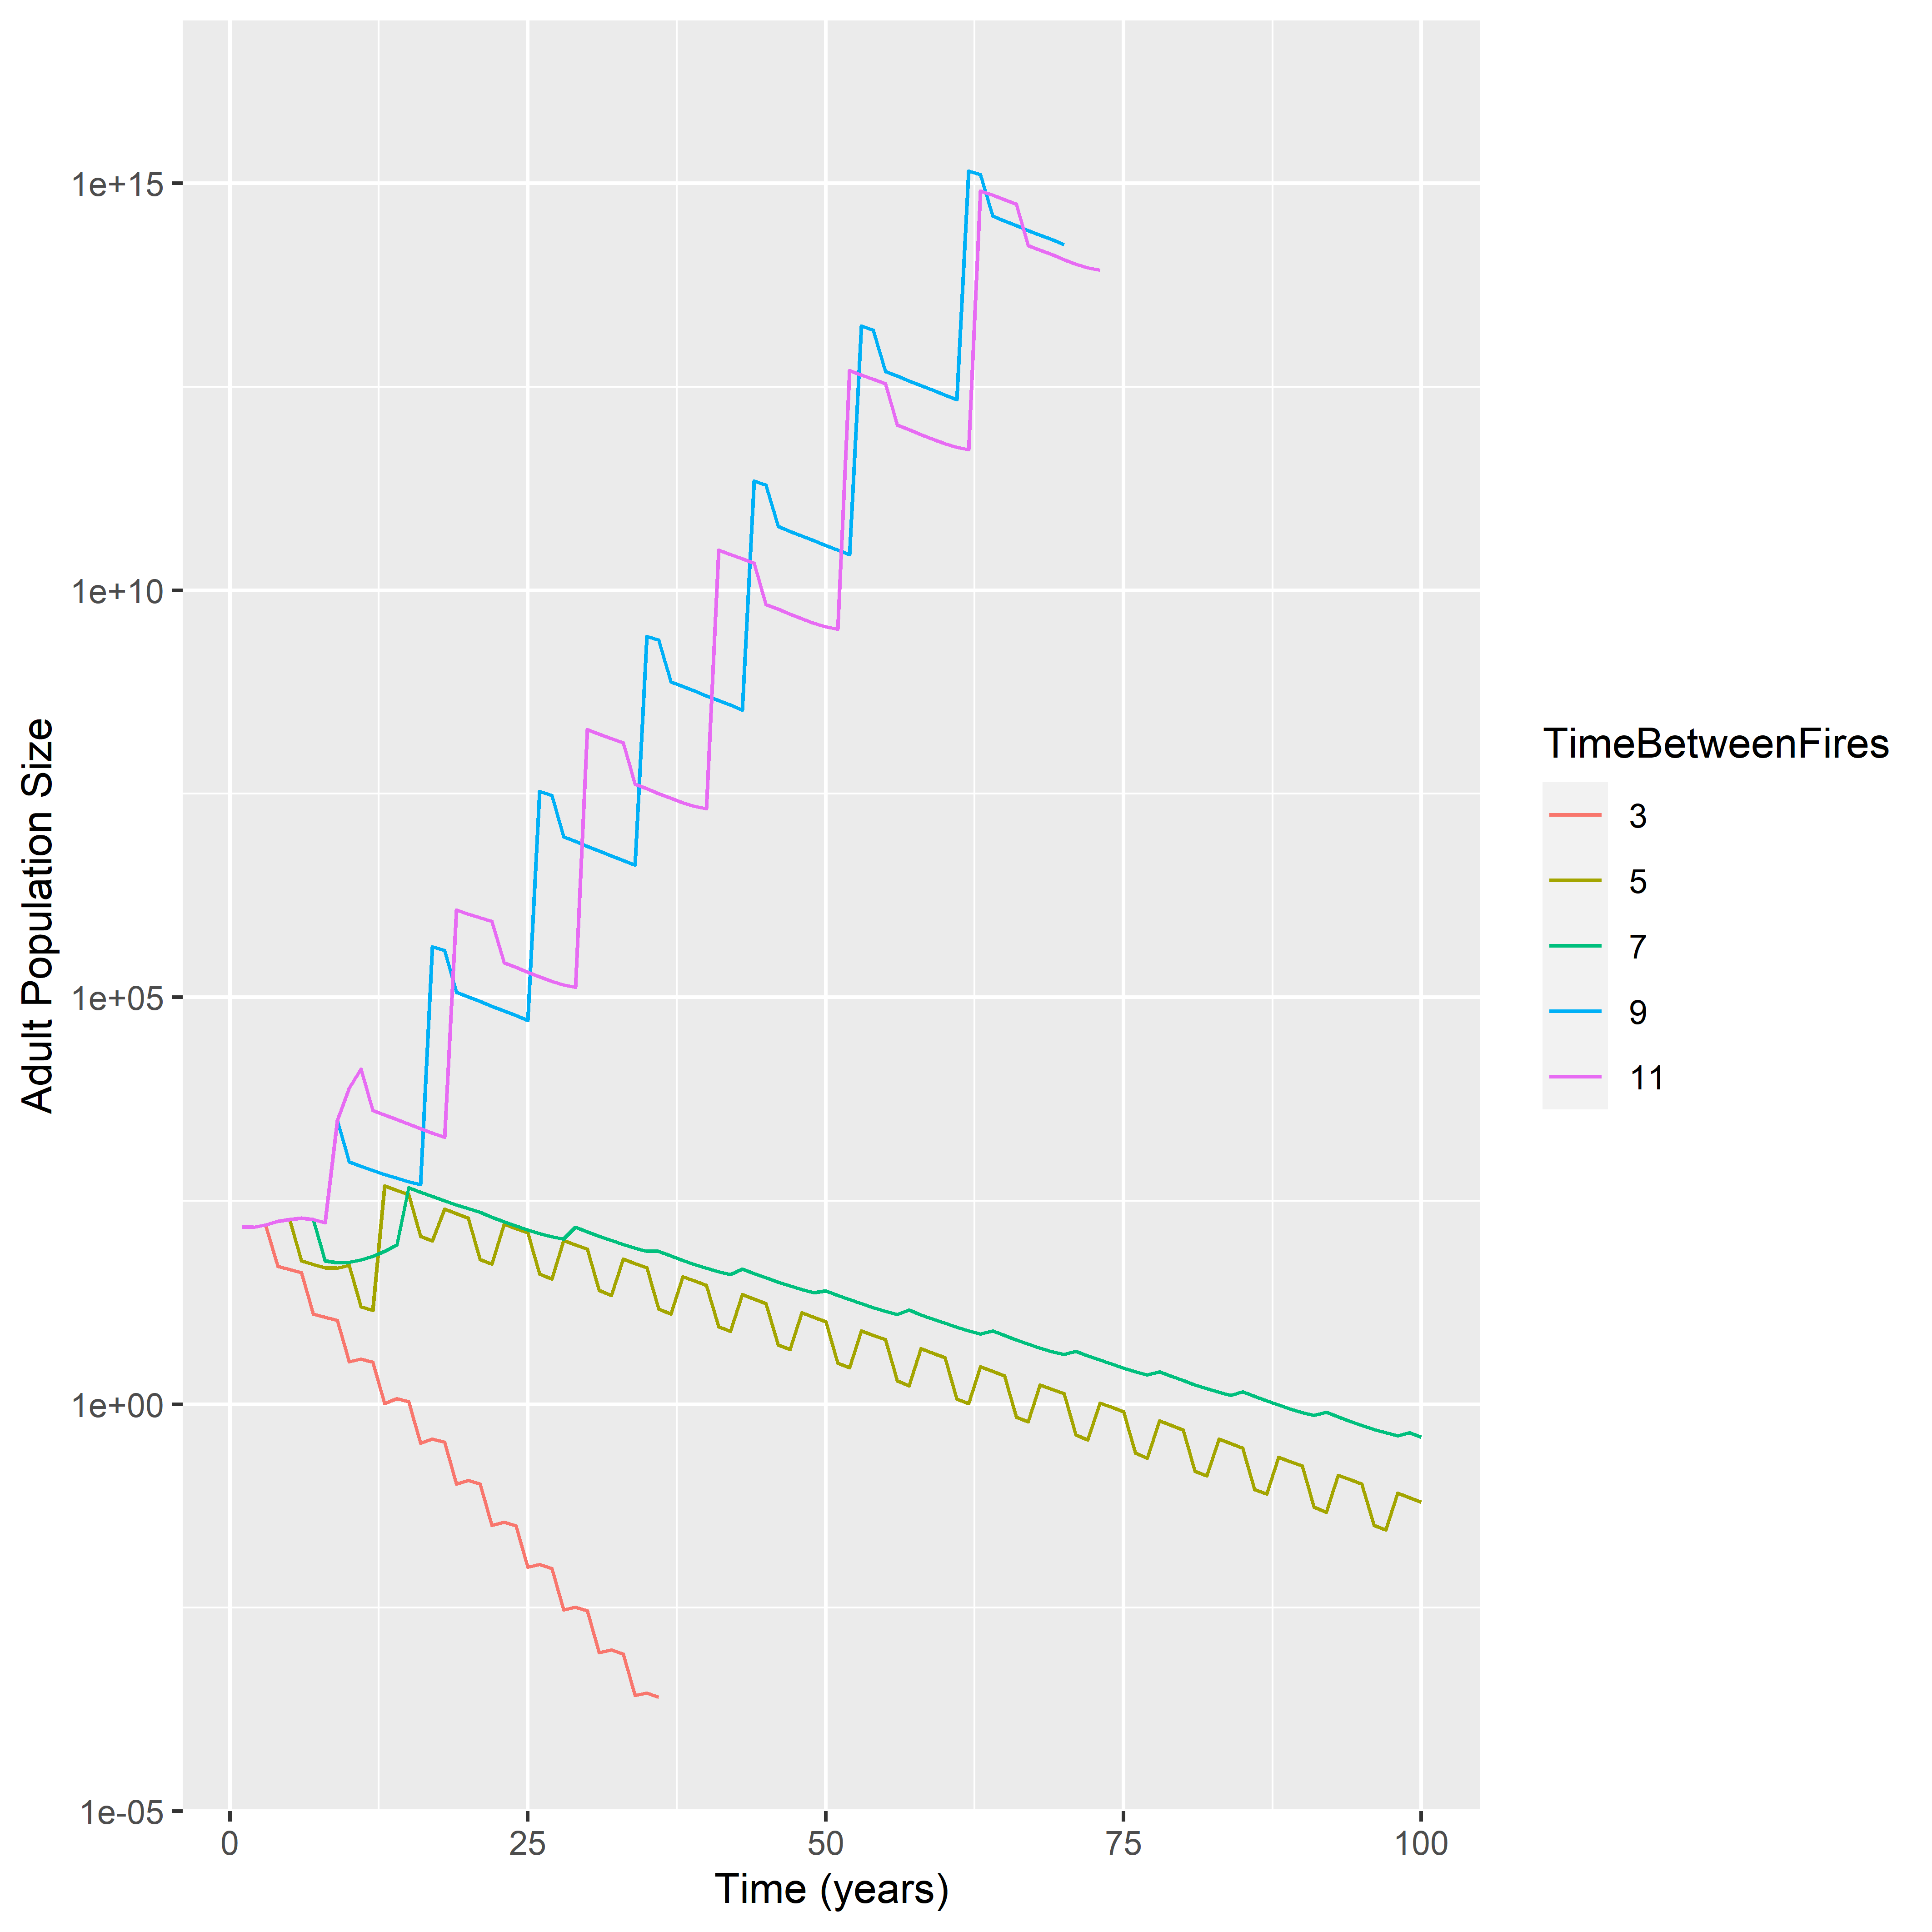 Adult Population Size
1e+15
1e+10
1e+05
1e+00
1e-05
0 25 50 75 100
Time (years)
TimeBetweenFires
3
5
7
9
11